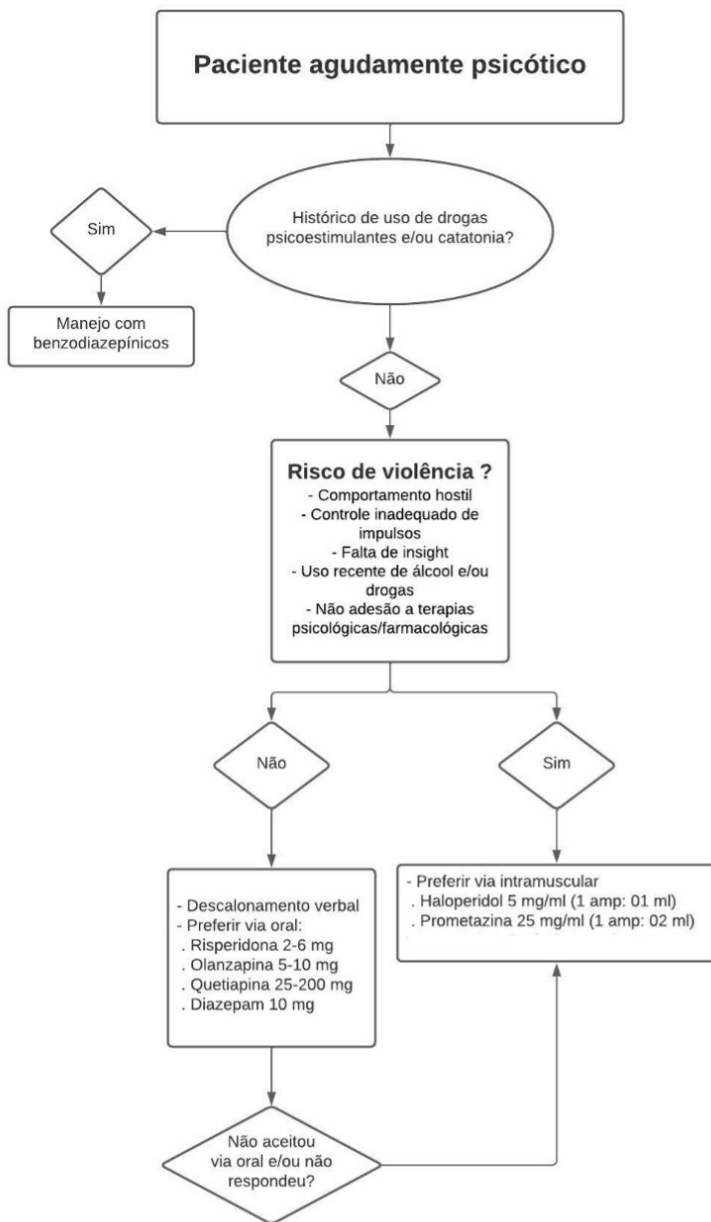 Paciente agudamente psicótico
Histórico de uso de drogas
psicoestimulantes e/ou catatonia?
Sim
Manejo com
benzodiazepínicos
Não
Risco de violência ?
- Comportamento hostil
- Controle inadequado de
impulsos
- Falta de insight
- Uso recente de álcool e/ou
drogas
- Não adesão a terapias
psicológicas/farmacológicas
Não
Sim
- Descalonamento verbal
- Preferir via oral:
. Risperidona 2-6 mg
. Olanzapina 5-10 mg
. Quetiapina 25-200 mg
. Diazepam 10 mg
- Preferir via intramuscular
. Haloperidol 5 mg/ml (1 amp: 01 ml)
. Prometazina 25 mg/ml (1 amp: 02 ml)
Não aceitou
via oral e/ou não
respondeu?